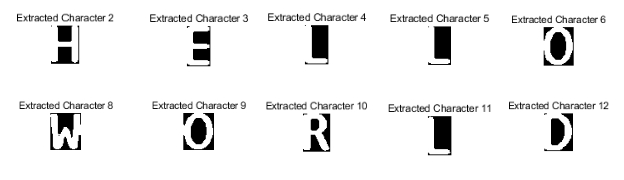 Extracted Character 2 Extracted Character 3 Extracted Character 4 Extracted Character 5 Extracted Character 6
H E L L O
Extracted Character 8 Extracted Character 9 Extracted Character 10 Extracted Character 11 Extracted Character 12
W O R L D